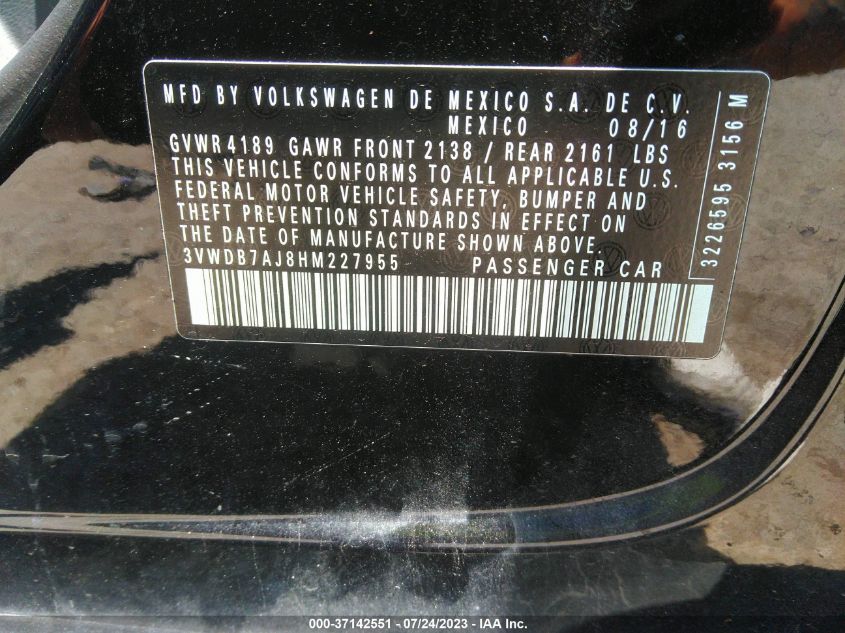 MFD BY VOLKSWAGEN DE MEXICO S.A. DE C.V.
MEXICO 08/16
GVWR 4189 GAWR FRONT 2138 / REAR 2161 LBS
THIS VEHICLE CONFORMS TO ALL APPLICABLE U.S.
FEDERAL MOTOR VEHICLE SAFETY, BUMPER AND
THEFT PREVENTION STANDARDS IN EFFECT ON
THE DATE OF MANUFACTURE SHOWN ABOVE.
3VWDB7AJ8HM227955 PASSENGER CAR
3226595 3156 M
000-37142551 / 07/24/2023 - IAA Inc.